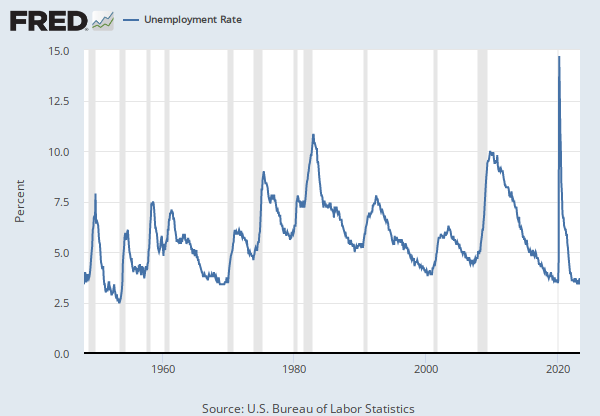 FRED
Unemployment Rate
15.0
12.5
10.0
7.5
5.0
2.5
0.0
Percent
1960
1980
2000
2020
Source: U.S. Bureau of Labor Statistics